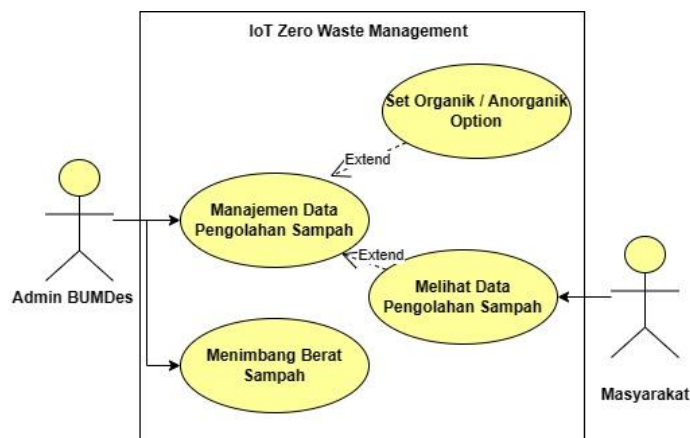 IoT Zero Waste Management
Set Organik / Anorganik
Option
Extend
Manajemen Data
Pengolahan Sampah
Extend
Melihat Data
Pengolahan Sampah
Admin BUMDes
Menimbang Berat
Sampah
Masyarakat